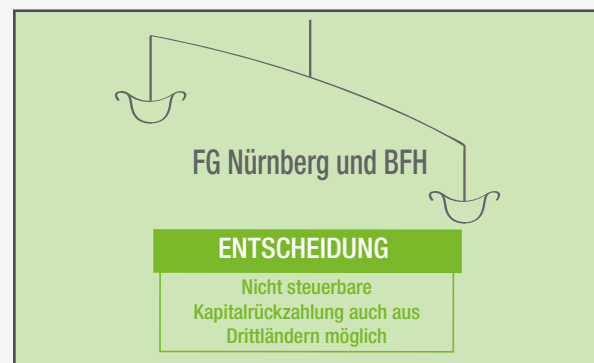 FG Nürnberg und BFH
ENTSCHEIDUNG
Nicht steuerbare
Kapitalrückzahlung auch aus
Drittländern möglich